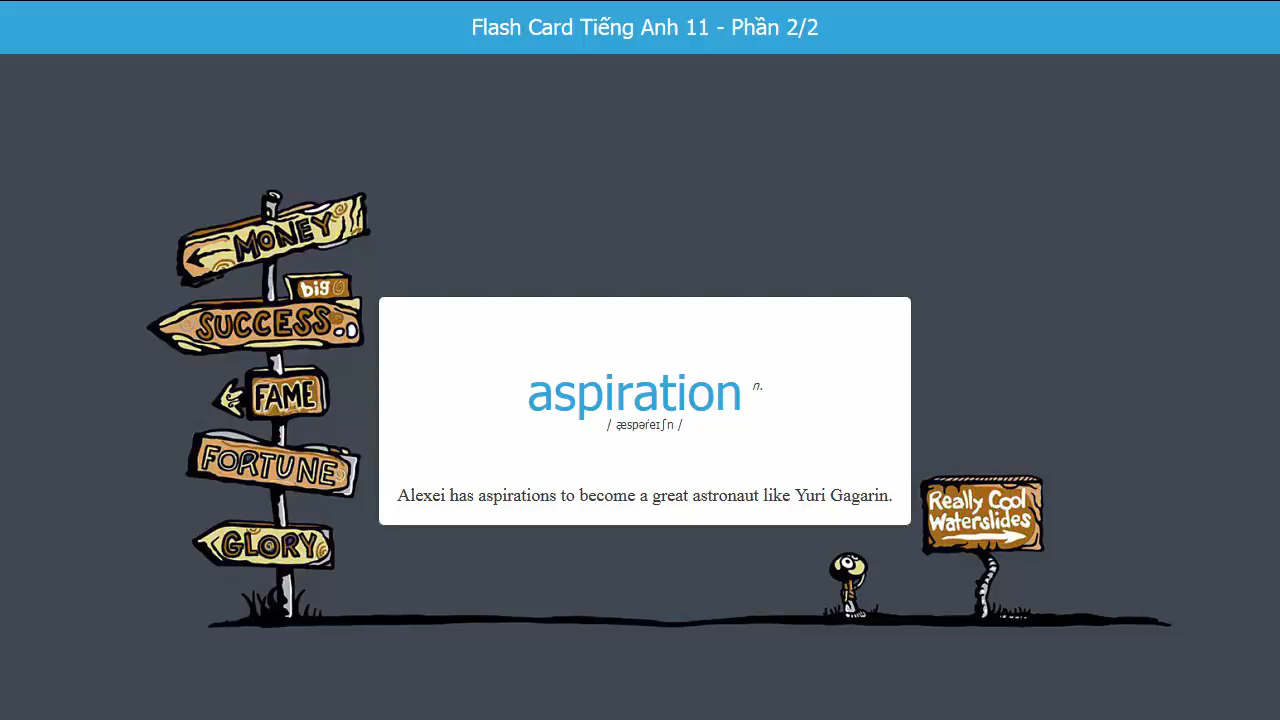 Flash Card Tiếng Anh 11 - Phần 2/2
MONEY
big
SUCCESS..
FAME
FORTUNE
GLORY
aspiration n.
/ ˌæspəˈreɪʃn /
Alexei has aspirations to become a great astronaut like Yuri Gagarin.
Really Cool
Waterslides